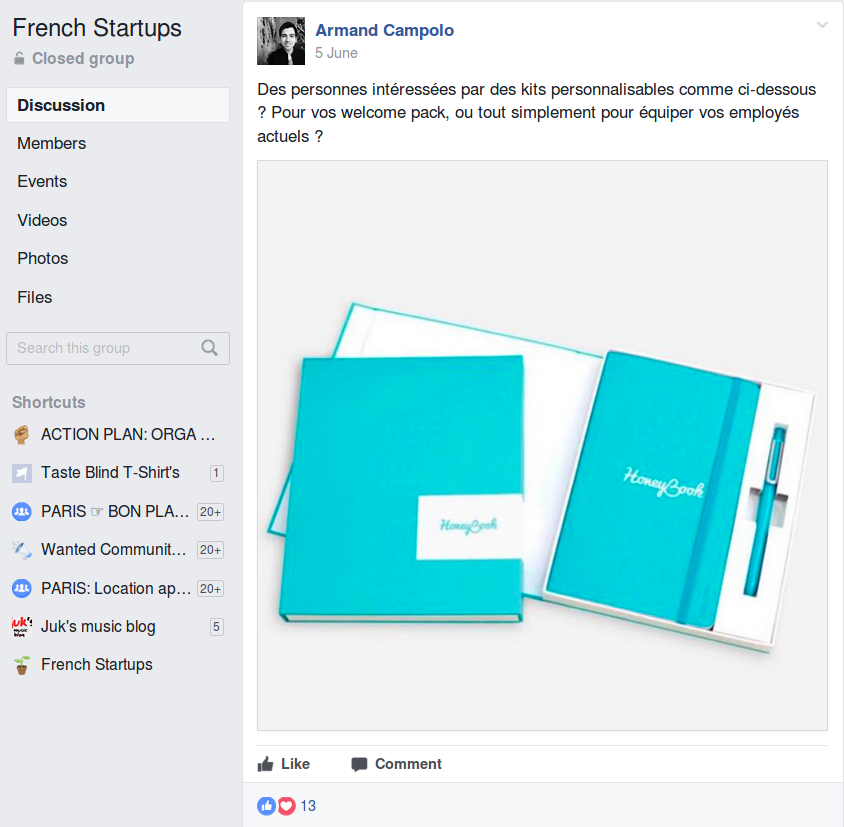 French Startups
Closed group
Discussion
Members
Events
Videos
Photos
Files
Search this group
Shortcuts
ACTION PLAN: ORGA ...
Taste Blind T-Shirt's 1
PARIS ☞ BON PLA... 20+
Wanted Communit... 20+
PARIS: Location ap... 20+
Juk's music blog 5
French Startups
Armand Campolo
5 June
Des personnes intéressées par des kits personnalisables comme ci-dessous
? Pour vos welcome pack, ou tout simplement pour équiper vos employés
actuels ?
HoneyBook
HoneyBook
Like Comment
13